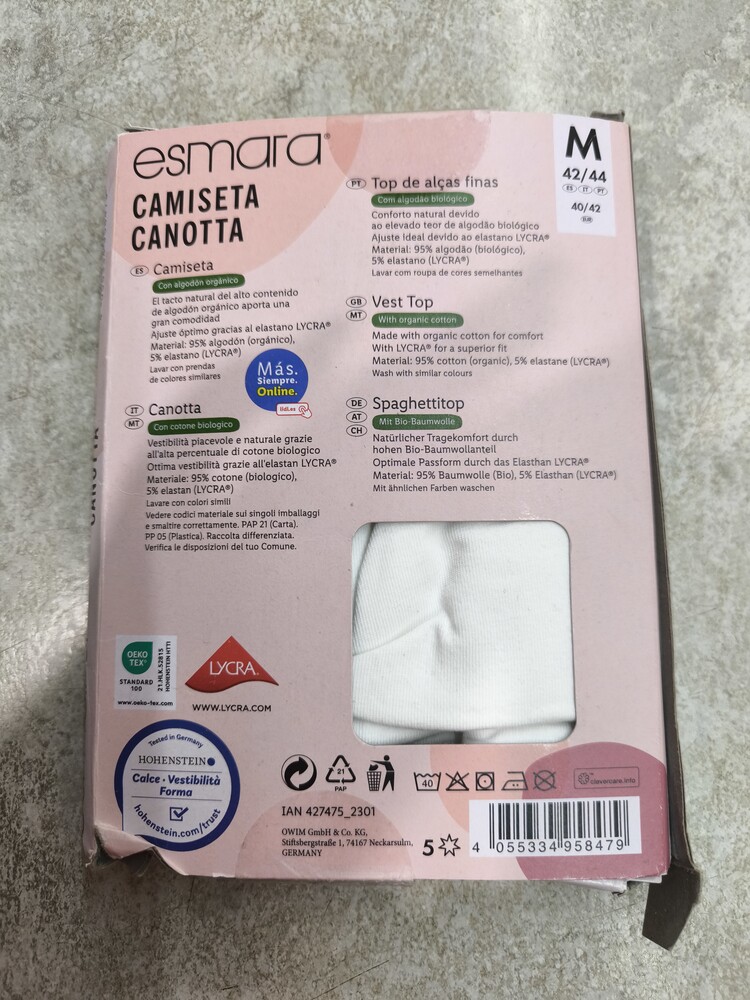 esmara®
CAMISETA
CANOTTA
M
42/44
ES IT PT
40/42
ES Camiseta
Con algodón orgánico
El tacto natural del alto contenido
de algodón orgánico aporta una
gran comodidad
Ajuste óptimo gracias al elastano LYCRA®
Material: 95% algodón (orgánico),
5% elastano (LYCRA®)
Lavar con prendas
de colores similares
Más.
Siempre.
Online.
lidl.es
IT MT Canotta
Con cotone biologico
Vestibilità piacevole e naturale grazie
all'alta percentuale di cotone biologico
Ottima vestibilità grazie all'elastan LYCRA®
Materiale: 95% cotone (biologico),
5% elastan (LYCRA®)
Lavare con colori simili
Vedere codici materiale sui singoli imballaggi
e smaltire correttamente. PAP 21 (Carta).
PP 05 (Plastica). Raccolta differenziata.
Verifica le disposizioni del tuo Comune.
PT Top de alças finas
Com algodão biológico
Conforto natural devido
ao elevado teor de algodão biológico
Ajuste ideal devido ao elastano LYCRA®
Material: 95% algodão (biológico),
5% elastano (LYCRA®)
Lavar com roupa de cores semelhantes
GB MT Vest Top
With organic cotton
Made with organic cotton for comfort
With LYCRA® for a superior fit
Material: 95% cotton (organic), 5% elastane (LYCRA®)
Wash with similar colours
DE AT CH Spaghettitop
Mit Bio-Baumwolle
Natürlicher Tragekomfort durch
hohen Bio-Baumwollanteil
Optimale Passform durch das Elasthan LYCRA®
Material: 95% Baumwolle (Bio), 5% Elasthan (LYCRA®)
Mit ähnlichen Farben waschen
OEKO
TEX®
STANDARD
100
21.HLK.52815
HOHENSTEIN HTTI
www.oeko-tex.com
LYCRA®
WWW.LYCRA.COM
Tested in Germany
HOHENSTEIN
Calce · Vestibilità
Forma
hohenstein.com/trust
21
PAP
40
clevercare.info
IAN 427475_2301
OWIM GmbH & Co. KG,
Stiftsbergstraße 1, 74167 Neckarsulm,
GERMANY
5
4 055334 958479